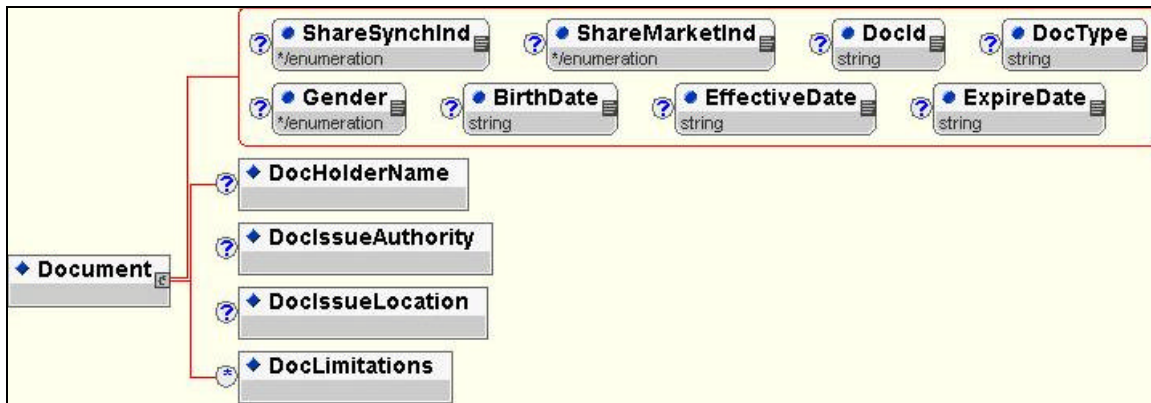 ? ShareSynchInd ? ShareMarketInd ? DocId ? DocType
*/enumeration */enumeration string string
? Gender ? BirthDate ? EffectiveDate ? ExpireDate
*/enumeration string string string
? DocHolderName
? DocIssueAuthority
Document c
? DocIssueLocation
* DocLimitations